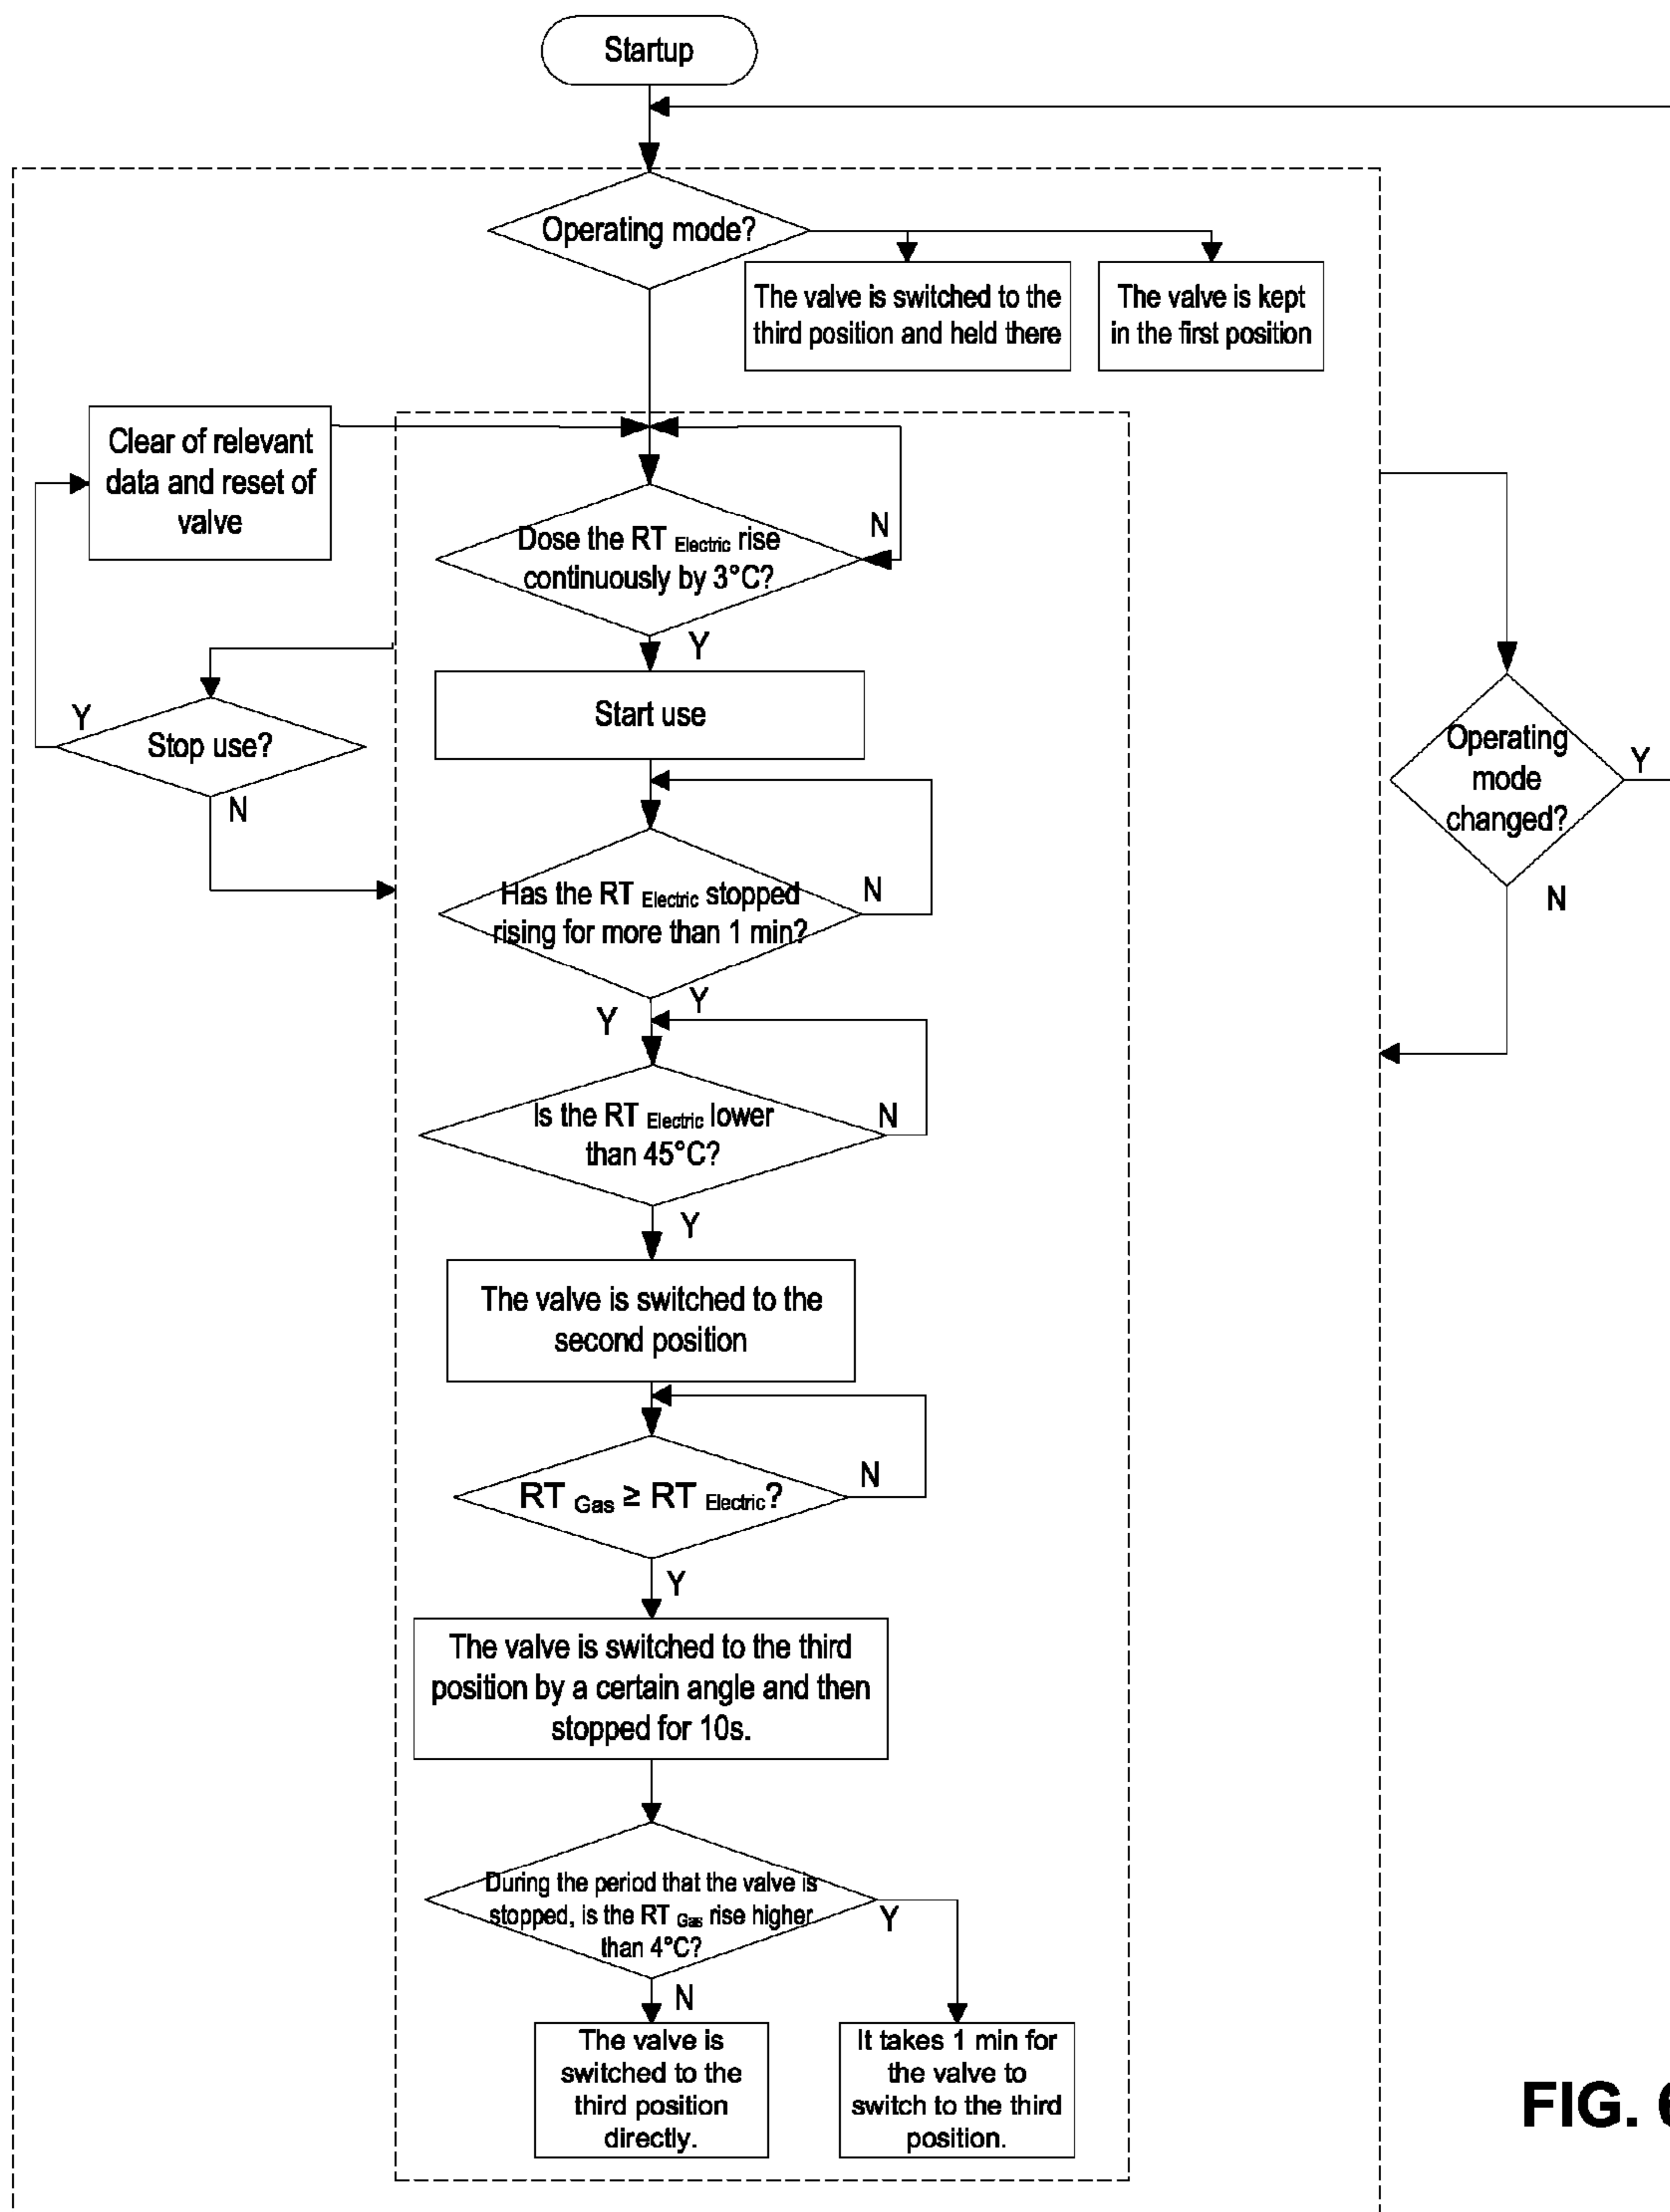 Startup
Operating mode?
The valve is switched to the
third position and held there
The valve is kept
in the first position
Clear of relevant
data and reset of
valve
Dose the RT Electric rise
continuously by 3°C?
N
Y
Start use
Y
Stop use?
N
Operating
mode
changed?
Y
N
Has the RT Electric stopped
rising for more than 1 min?
N
Y
Y
Is the RT Electric lower
than 45°C?
N
Y
The valve is switched to the
second position
RT Gas ≥ RT Electric?
N
Y
The valve is switched to the third
position by a certain angle and then
stopped for 10s.
During the period that the valve is
stopped, is the RT Gas rise higher
than 4°C?
Y
N
The valve is
switched to the
third position
directly.
It takes 1 min for
the valve to
switch to the third
position.
FIG. 6